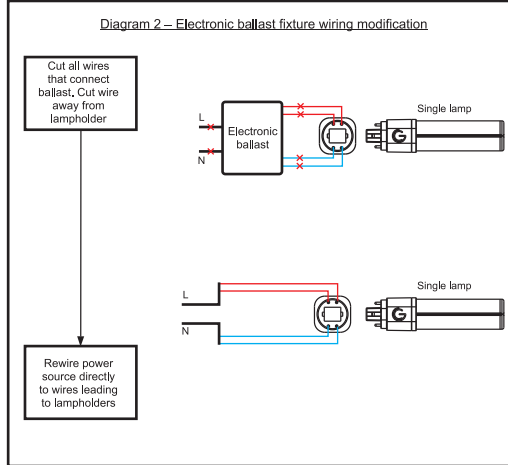 Diagram 2 – Electronic ballast fixture wiring modification
Cut all wires
that connect
ballast. Cut wire
away from
lampholder
L
N
Electronic
ballast
Single lamp
G
L
N
Single lamp
G
Rewire power
source directly
to wires leading
to lampholders